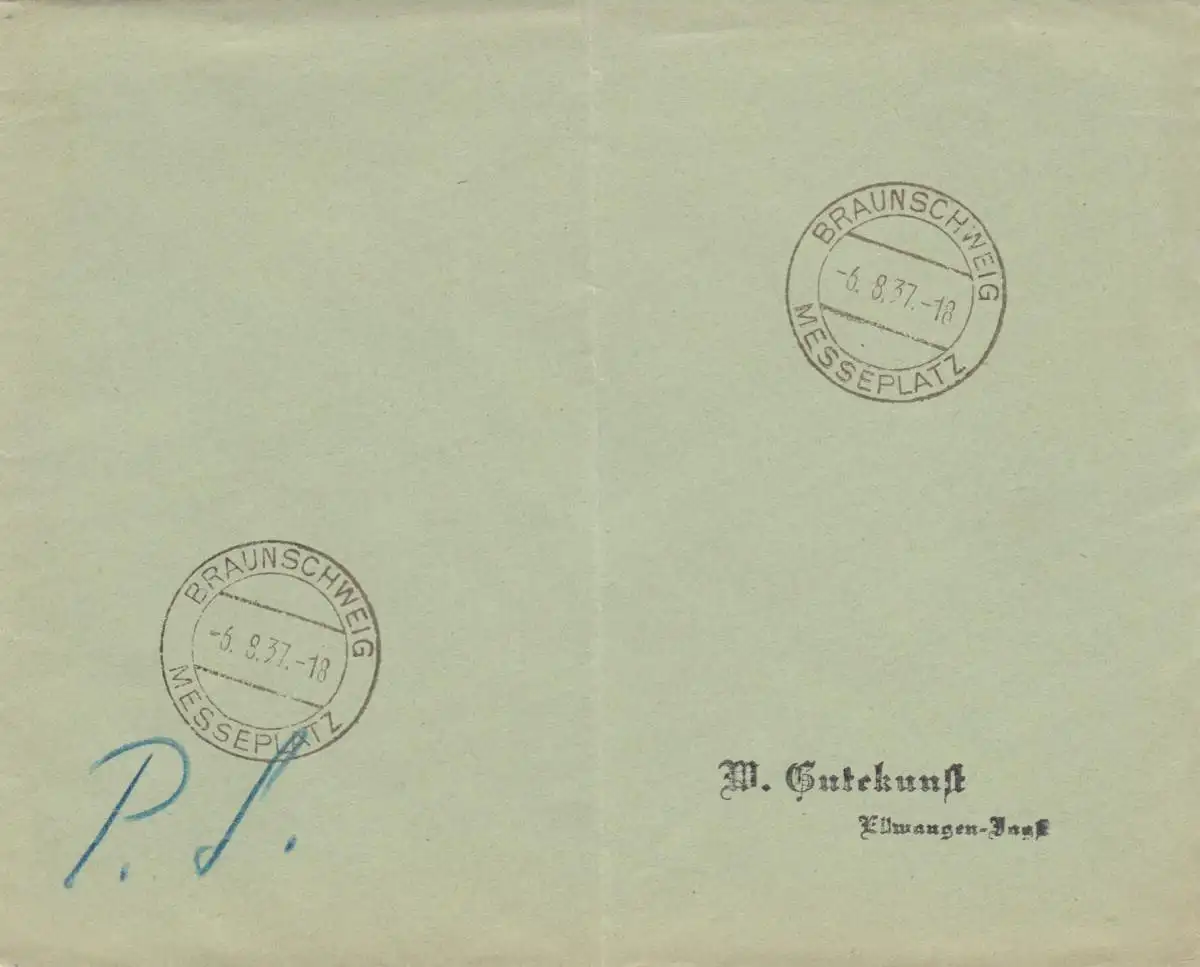 BRAUNSCHWEIG
-6. 8.37.-18
MESSEPLATZ
BRAUNSCHWEIG
-6. 8.37.-18
MESSEPLATZ
P. S.
W. Gutekunst
Ellwangen-Jagst